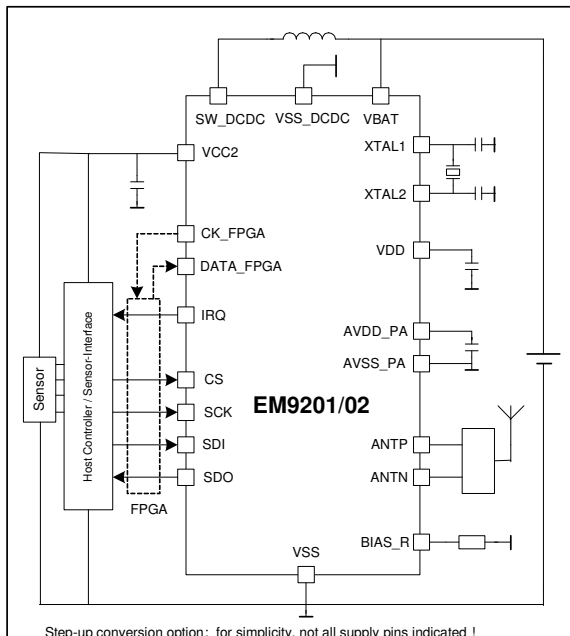 SW_DCDC VSS_DCDC VBAT
VCC2
XTAL1
XTAL2
CK_FPGA
VDD
DATA_FPGA
IRQ
AVDD_PA
AVSS_PA
Sensor
Host Controller / Sensor-Interface
CS
EM9201/02
SCK
SDI
ANTP
SDO
ANTN
FPGA
BIAS_R
VSS
Step-up conversion option: for simplicity, not all supply pins indicated !